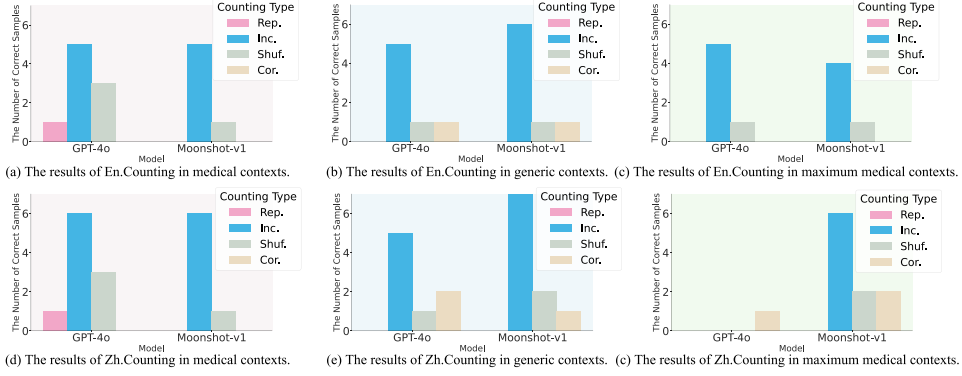 The Number of Correct Samples
6
4
2
0
GPT-4o
Moonshot-v1
Model
Counting Type
Rep.
Inc.
Shuf.
Cor.
(a) The results of En.Counting in medical contexts.
The Number of Correct Samples
6
4
2
0
GPT-4o
Moonshot-v1
Model
Counting Type
Rep.
Inc.
Shuf.
Cor.
(b) The results of En.Counting in generic contexts.
The Number of Correct Samples
6
4
2
0
GPT-4o
Moonshot-v1
Model
Counting Type
Rep.
Inc.
Shuf.
Cor.
(c) The results of En.Counting in maximum medical contexts.
The Number of Correct Samples
6
4
2
0
GPT-4o
Moonshot-v1
Model
Counting Type
Rep.
Inc.
Shuf.
Cor.
(d) The results of Zh.Counting in medical contexts.
The Number of Correct Samples
6
4
2
0
GPT-4o
Moonshot-v1
Model
Counting Type
Rep.
Inc.
Shuf.
Cor.
(e) The results of Zh.Counting in generic contexts.
The Number of Correct Samples
6
4
2
0
GPT-4o
Moonshot-v1
Model
Counting Type
Rep.
Inc.
Shuf.
Cor.
(c) The results of Zh.Counting in maximum medical contexts.